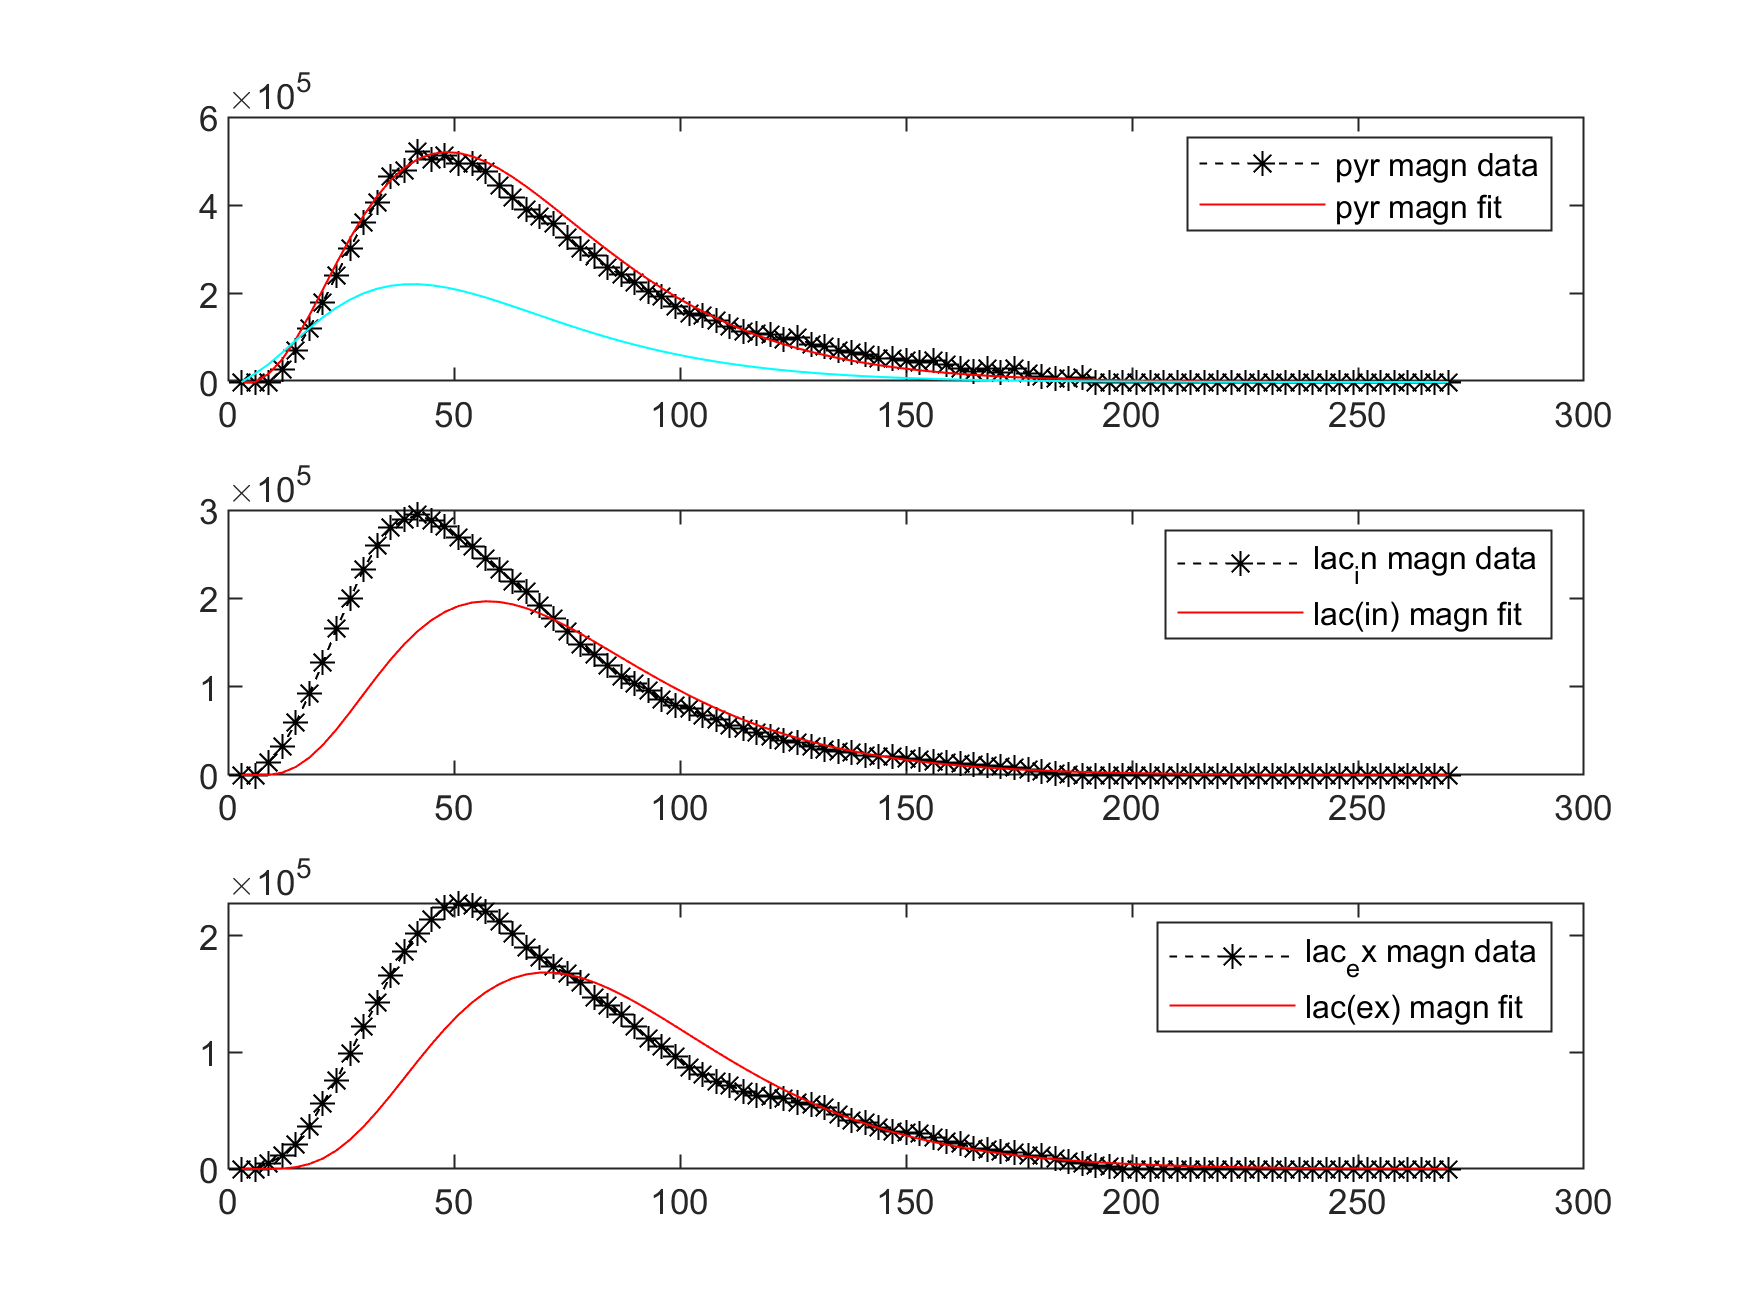 ×10^5
6
4
2
0
0 50 100 150 200 250 300
pyr magn data
pyr magn fit
×10^5
3
2
1
0
0 50 100 150 200 250 300
lac_in magn data
lac(in) magn fit
×10^5
2
1
0
0 50 100 150 200 250 300
lac_ex magn data
lac(ex) magn fit